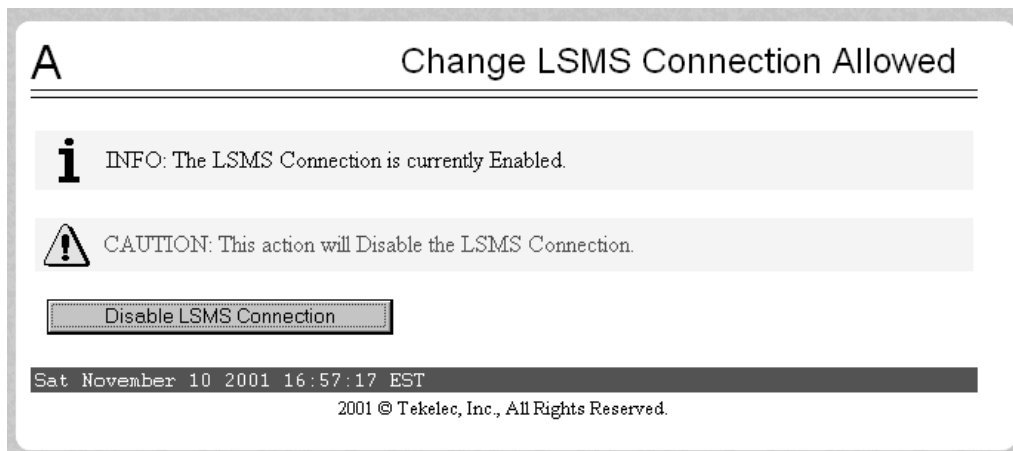 A
Change LSMS Connection Allowed
INFO: The LSMS Connection is currently Enabled.
CAUTION: This action will Disable the LSMS Connection.
Disable LSMS Connection
Sat November 10 2001 16:57:17 EST
2001 © Tekelec, Inc., All Rights Reserved.